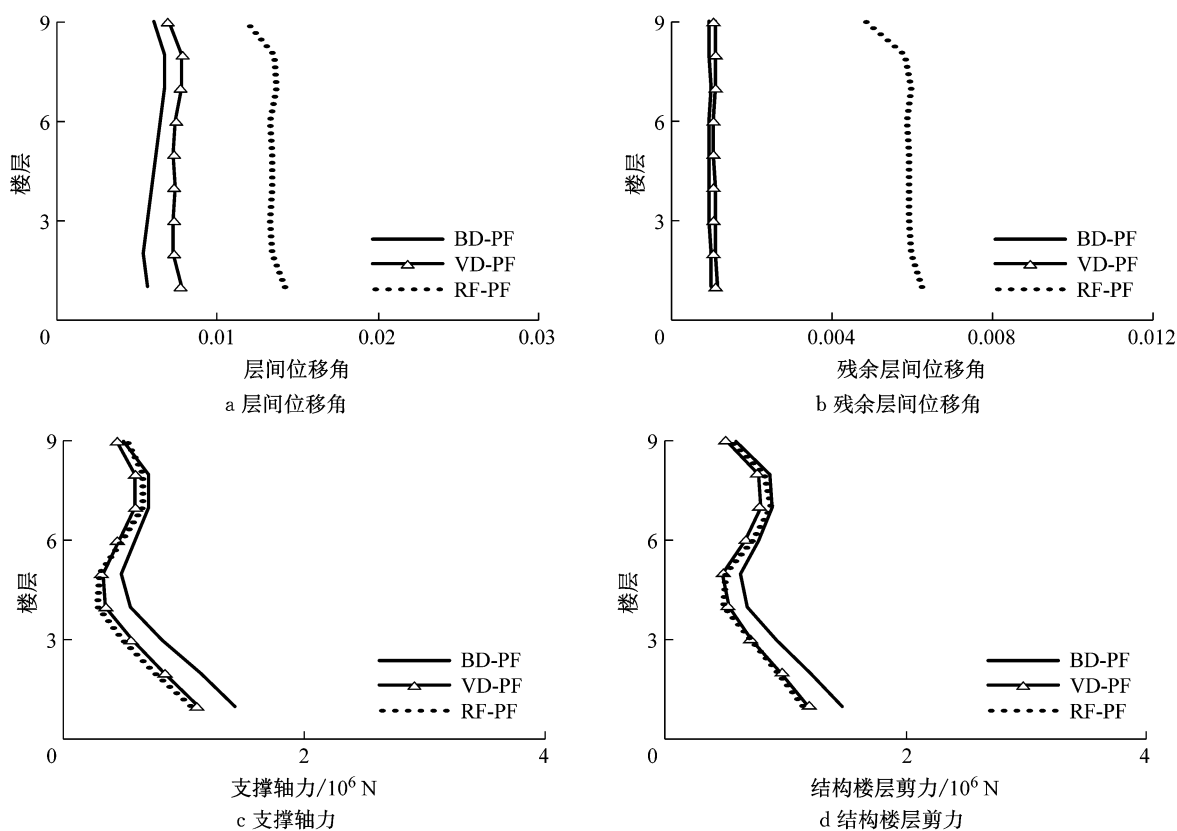 9
6
3
0
楼层
BD-PF
VD-PF
RF-PF
0.01
0.02
0.03
层间位移角
a 层间位移角
9
6
3
0
楼层
BD-PF
VD-PF
RF-PF
0.004
0.008
0.012
残余层间位移角
b 残余层间位移角
9
6
3
0
楼层
BD-PF
VD-PF
RF-PF
2
4
支撑轴力/10⁶ N
c 支撑轴力
9
6
3
0
楼层
BD-PF
VD-PF
RF-PF
2
4
结构楼层剪力/10⁶ N
d 结构楼层剪力